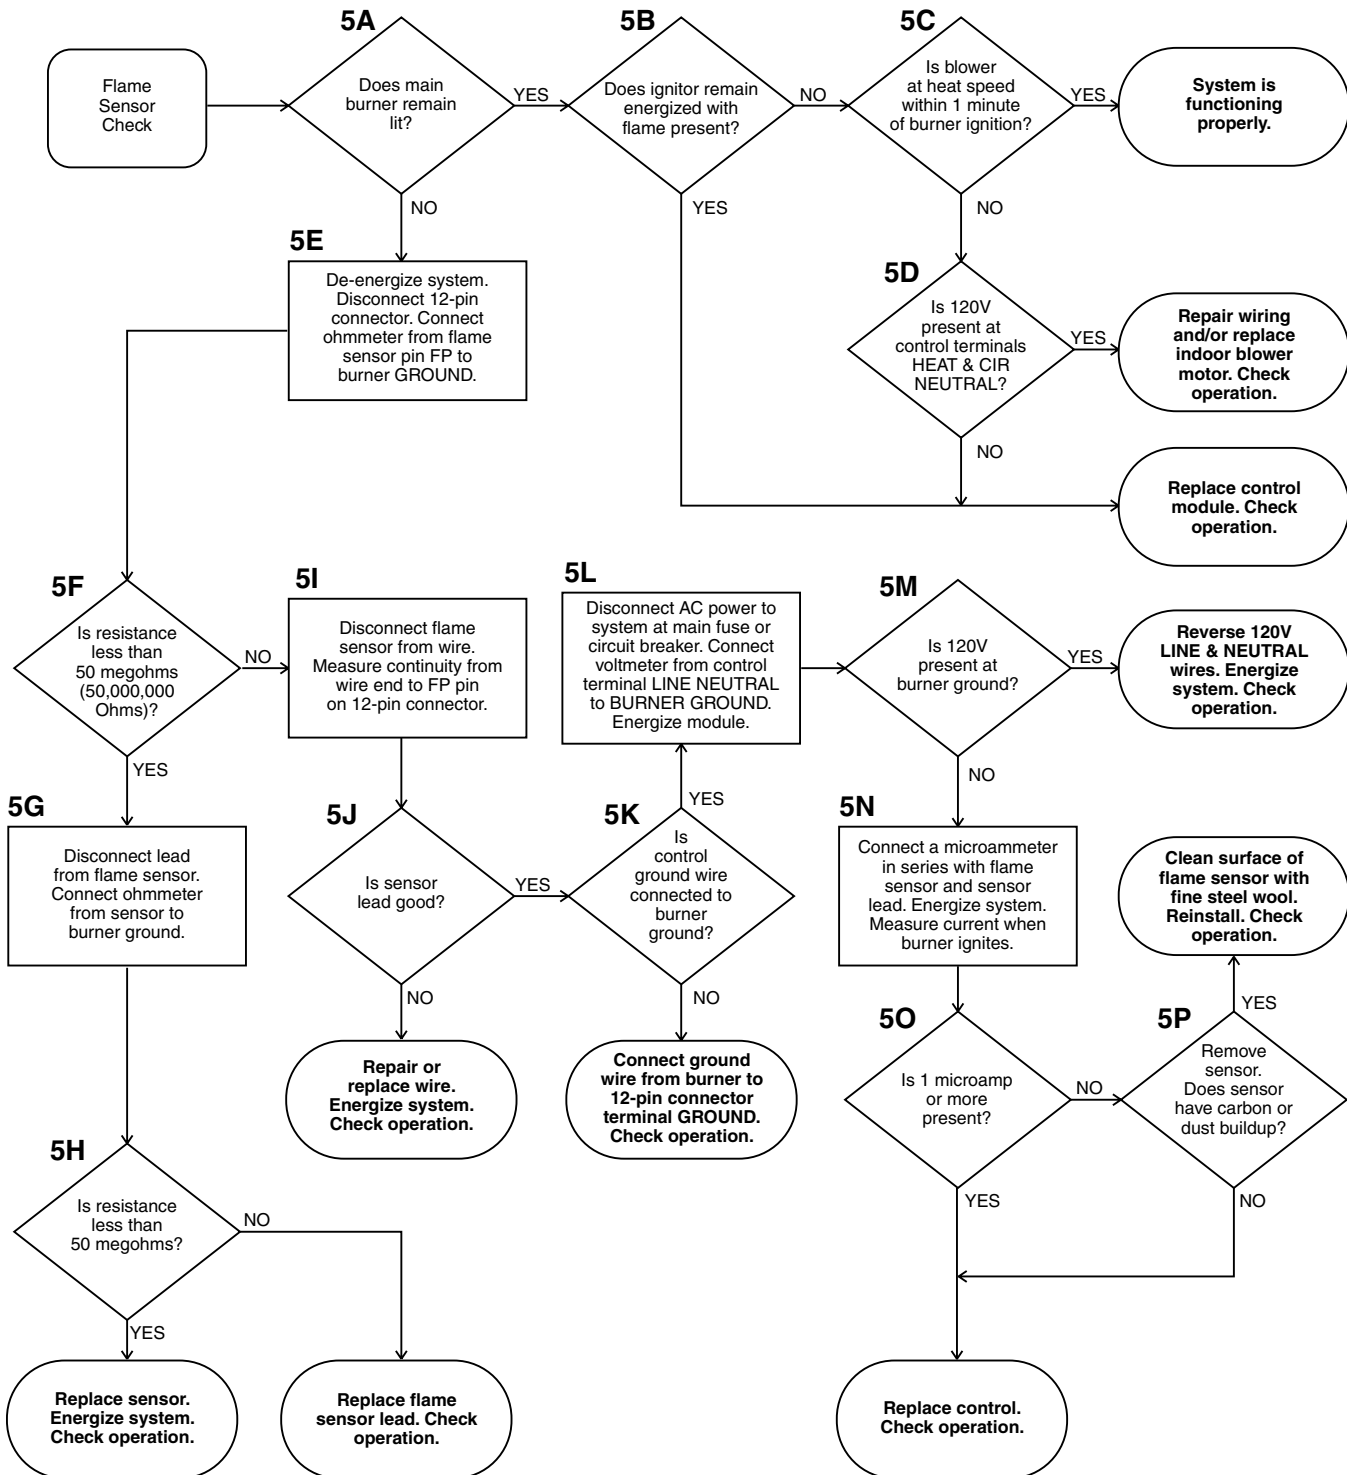 Flame
Sensor
Check
5A
Does main
burner remain
lit?
YES
NO
5B
Does ignitor remain
energized with
flame present?
NO
YES
5C
Is blower
at heat speed
within 1 minute
of burner ignition?
YES
NO
System is
functioning
properly.
5D
Is 120V
present at
control terminals
HEAT & CIR
NEUTRAL?
YES
NO
Repair wiring
and/or replace
indoor blower
motor. Check
operation.
Replace control
module. Check
operation.
5E
De-energize system.
Disconnect 12-pin
connector. Connect
ohmmeter from flame
sensor pin FP to
burner GROUND.
5F
Is resistance
less than
50 megohms
(50,000,000
Ohms)?
NO
YES
5G
Disconnect lead
from flame sensor.
Connect ohmmeter
from sensor to
burner ground.
5H
Is resistance
less than
50 megohms?
NO
YES
Replace sensor.
Energize system.
Check operation.
Replace flame
sensor lead. Check
operation.
5I
Disconnect flame
sensor from wire.
Measure continuity from
wire end to FP pin
on 12-pin connector.
5J
Is sensor
lead good?
YES
NO
Repair or
replace wire.
Energize system.
Check operation.
5K
Is
control
ground wire
connected to
burner
ground?
YES
NO
Connect ground
wire from burner to
12-pin connector
terminal GROUND.
Check operation.
5L
Disconnect AC power to
system at main fuse or
circuit breaker. Connect
voltmeter from control
terminal LINE NEUTRAL
to BURNER GROUND.
Energize module.
5M
Is 120V
present at
burner ground?
YES
NO
Reverse 120V
LINE & NEUTRAL
wires. Energize
system. Check
operation.
5N
Connect a microammeter
in series with flame
sensor and sensor
lead. Energize system.
Measure current when
burner ignites.
5O
Is 1 microamp
or more
present?
NO
YES
5P
Remove
sensor.
Does sensor
have carbon or
dust buildup?
YES
NO
Clean surface of
flame sensor with
fine steel wool.
Reinstall. Check
operation.
Replace control.
Check operation.